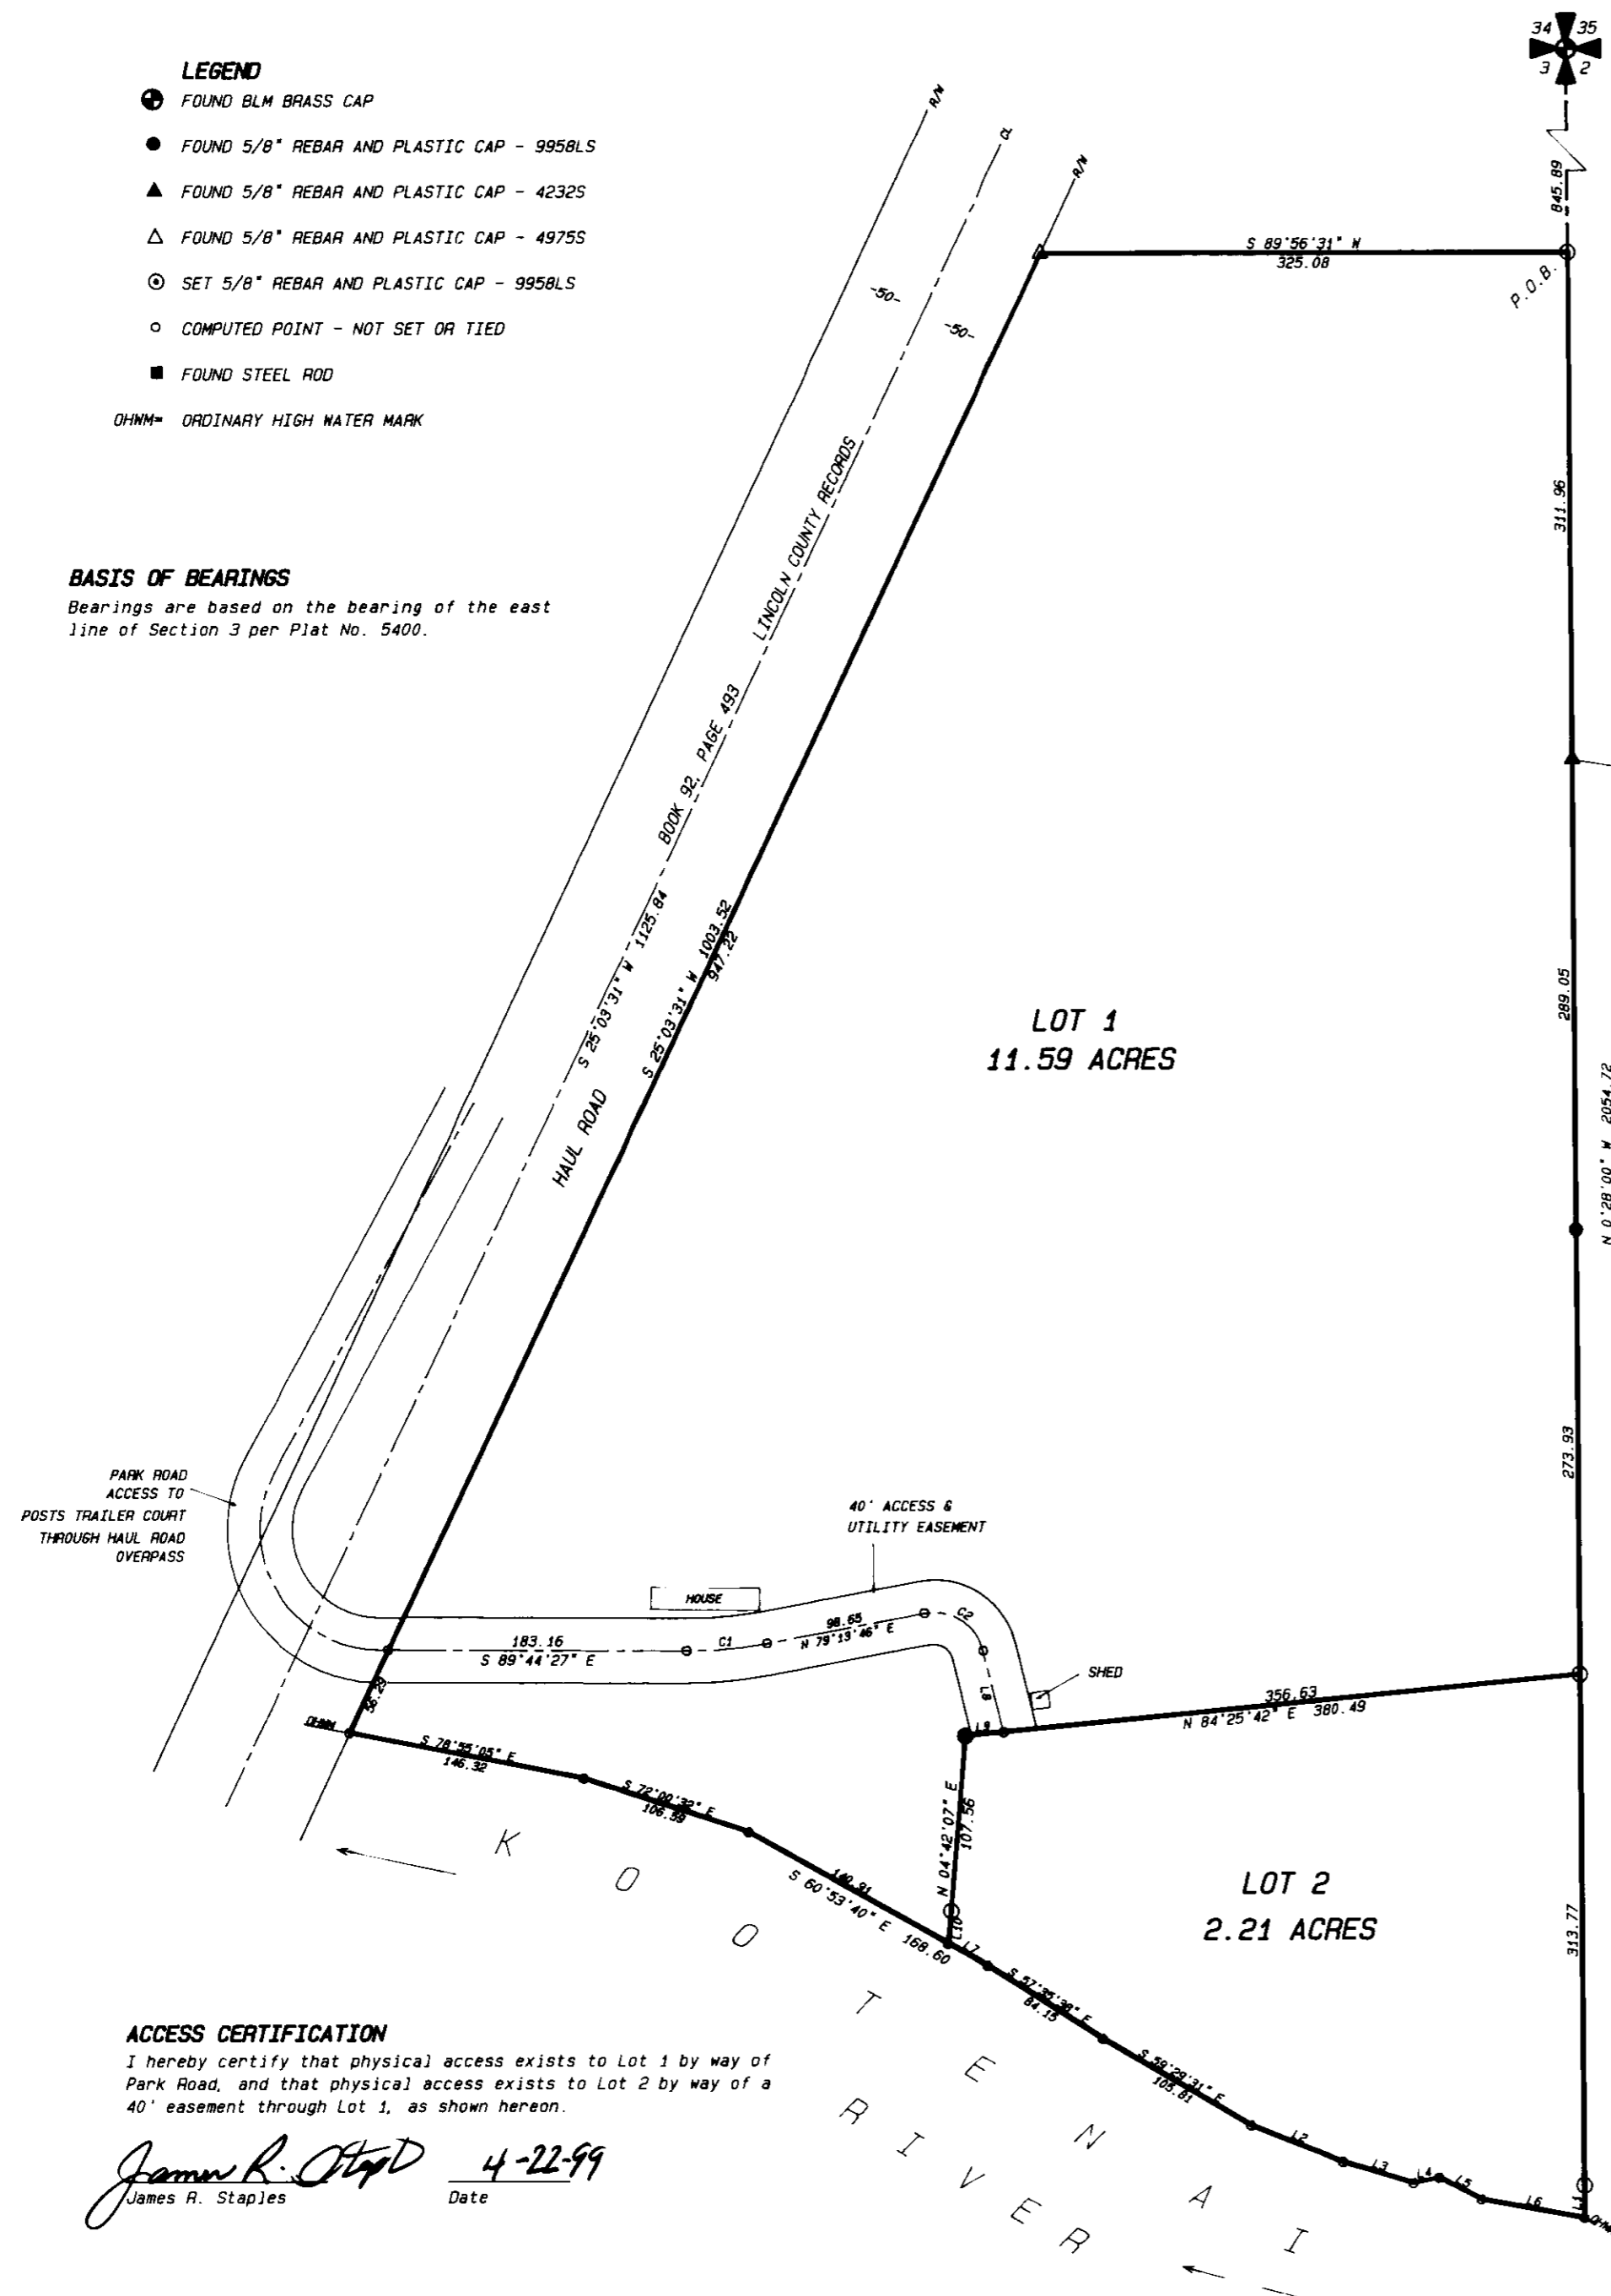 LEGEND
FOUND BLM BRASS CAP
FOUND 5/8" REBAR AND PLASTIC CAP - 9958LS
FOUND 5/8" REBAR AND PLASTIC CAP - 4232S
FOUND 5/8" REBAR AND PLASTIC CAP - 4975S
SET 5/8" REBAR AND PLASTIC CAP - 9958LS
COMPUTED POINT - NOT SET OR TIED
FOUND STEEL ROD
OHWM= ORDINARY HIGH WATER MARK
34 35
3 2
845.89
R/W
CL
R/W
S 89°56'31" W
325.08
P.O.B.
-50-
-50-
311.96
BASIS OF BEARINGS
Bearings are based on the bearing of the east
line of Section 3 per Plat No. 5400.
LINCOLN COUNTY RECORDS
BOOK 92, PAGE 493
S 25°03'31" W 1125.84
S 25°03'31" W 1003.52
947.22
HAUL ROAD
LOT 1
11.59 ACRES
289.05
N 0°28'00" W 2054.72
273.93
PARK ROAD
ACCESS TO
POSTS TRAILER COURT
THROUGH HAUL ROAD
OVERPASS
40' ACCESS &
UTILITY EASEMENT
HOUSE
183.16
S 89°44'27" E
C1
98.65
N 79°13'46" E
C2
L8
SHED
L9
356.63
N 84°25'42" E 380.49
56.29
OHWM
S 78°55'05" E
146.32
S 72°00'32" E
106.59
140.91
S 60°53'40" E 168.60
N 04°42'07" E
107.56
L10
L7
LOT 2
2.21 ACRES
313.77
S 57°35'38" E
84.15
S 59°29'31" E
105.81
L2
L3
L4
L5
L6
L1
OHWM
KOOTENAI
RIVER
ACCESS CERTIFICATION
I hereby certify that physical access exists to Lot 1 by way of
Park Road, and that physical access exists to Lot 2 by way of a
40' easement through Lot 1, as shown hereon.
4-22-99
James R. Staples Date